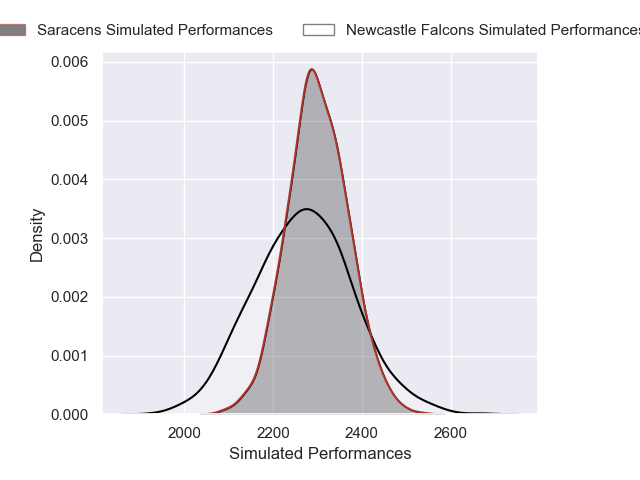 Saracens Simulated Performances
Newcastle Falcons Simulated Performances
0.006
0.005
0.004
0.003
0.002
0.001
0.000
Density
2000 2200 2400 2600
Simulated Performances